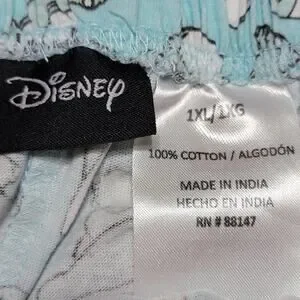 Disney
1XL/1XG
100% COTTON / ALGODÓN
MADE IN INDIA
HECHO EN INDIA
RN # 88147